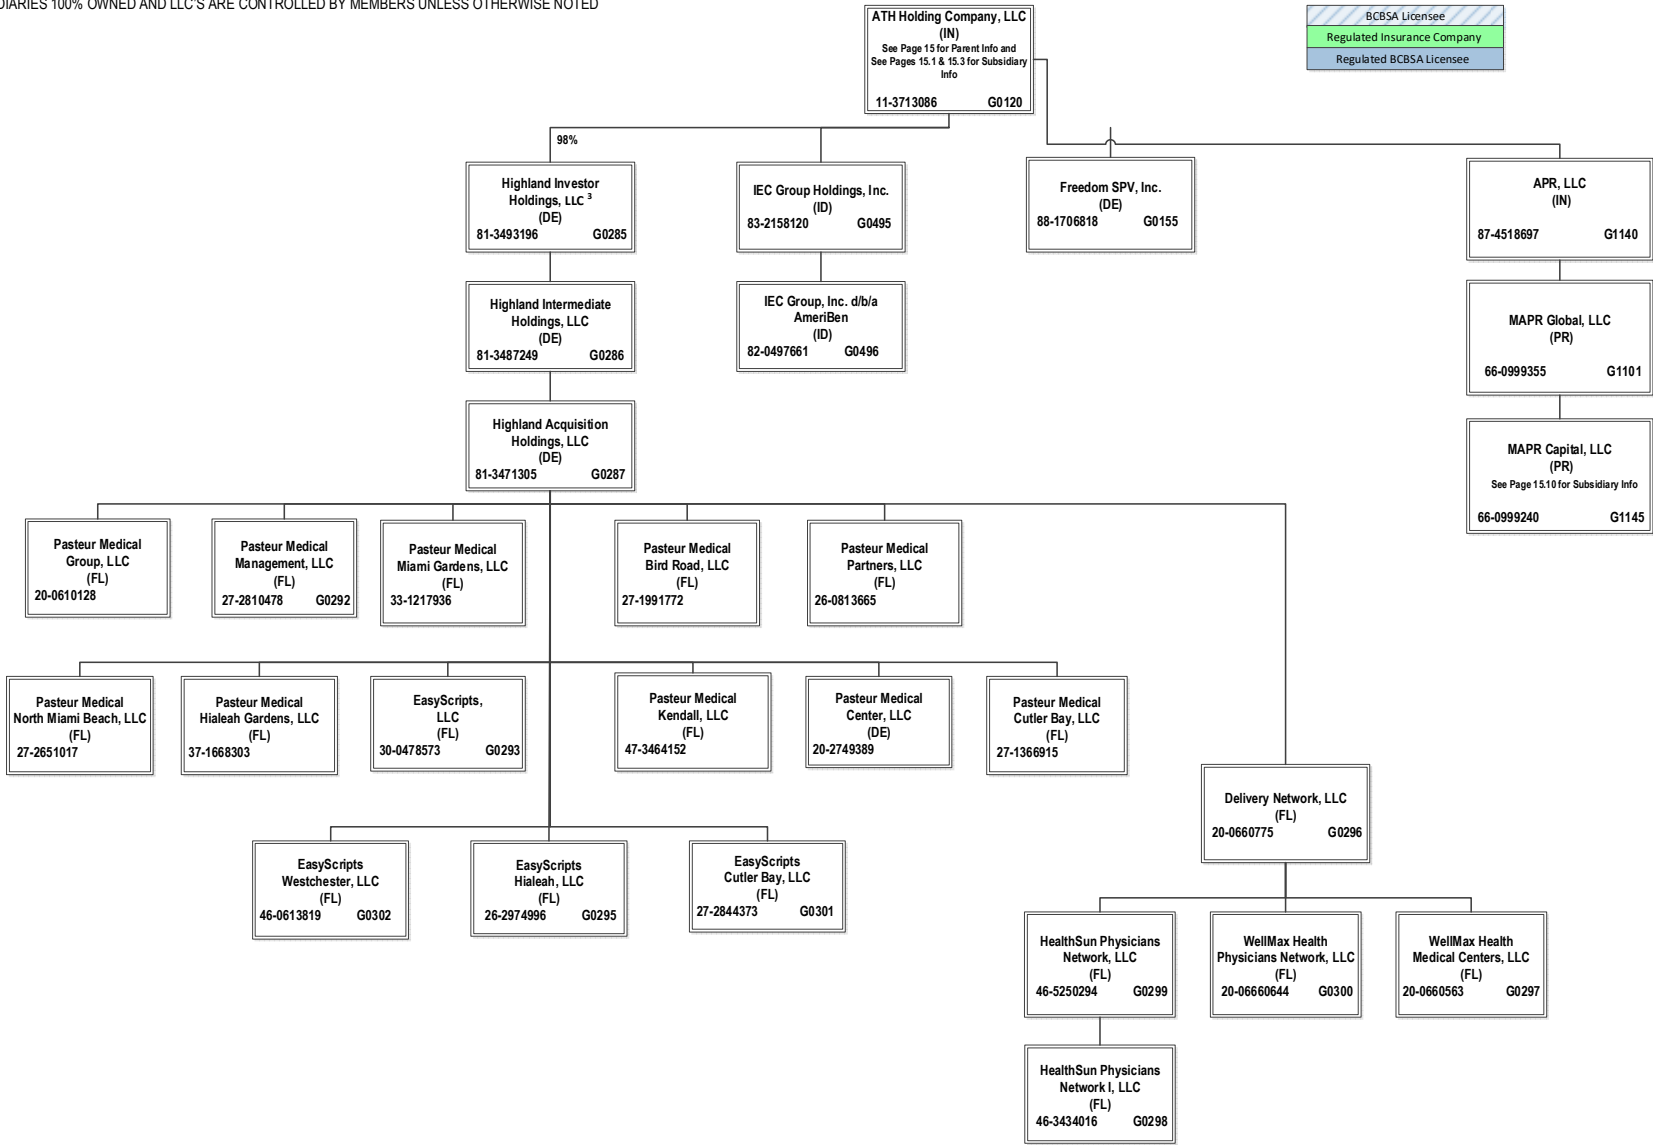 DIARIES 100% OWNED AND LLC'S ARE CONTROLLED BY MEMBERS UNLESS OTHERWISE NOTED
ATH Holding Company, LLC
(IN)
See Page 15 for Parent Info and
See Pages 15.1 & 15.3 for Subsidiary
Info
11-3713086 G0120
BCBSA Licensee
Regulated Insurance Company
Regulated BCBSA Licensee
98%
Highland Investor
Holdings, LLC 3
(DE)
81-3493196 G0285
IEC Group Holdings, Inc.
(ID)
83-2158120 G0495
Freedom SPV, Inc.
(DE)
88-1706818 G0155
APR, LLC
(IN)
87-4518697 G1140
Highland Intermediate
Holdings, LLC
(DE)
81-3487249 G0286
IEC Group, Inc. d/b/a
AmeriBen
(ID)
82-0497661 G0496
MAPR Global, LLC
(PR)
66-0999355 G1101
Highland Acquisition
Holdings, LLC
(DE)
81-3471305 G0287
MAPR Capital, LLC
(PR)
See Page 15.10 for Subsidiary Info
66-0999240 G1145
Pasteur Medical
Group, LLC
(FL)
20-0610128
Pasteur Medical
Management, LLC
(FL)
27-2810478 G0292
Pasteur Medical
Miami Gardens, LLC
(FL)
33-1217936
Pasteur Medical
Bird Road, LLC
(FL)
27-1991772
Pasteur Medical
Partners, LLC
(FL)
26-0813665
Pasteur Medical
North Miami Beach, LLC
(FL)
27-2651017
Pasteur Medical
Hialeah Gardens, LLC
(FL)
37-1668303
EasyScripts,
LLC
(FL)
30-0478573 G0293
Pasteur Medical
Kendall, LLC
(FL)
47-3464152
Pasteur Medical
Center, LLC
(DE)
20-2749389
Pasteur Medical
Cutler Bay, LLC
(FL)
27-1366915
Delivery Network, LLC
(FL)
20-0660775 G0296
EasyScripts
Westchester, LLC
(FL)
46-0613819 G0302
EasyScripts
Hialeah, LLC
(FL)
26-2974996 G0295
EasyScripts
Cutler Bay, LLC
(FL)
27-2844373 G0301
HealthSun Physicians
Network, LLC
(FL)
46-5250294 G0299
WellMax Health
Physicians Network, LLC
(FL)
20-06660644 G0300
WellMax Health
Medical Centers, LLC
(FL)
20-0660563 G0297
HealthSun Physicians
Network I, LLC
(FL)
46-3434016 G0298